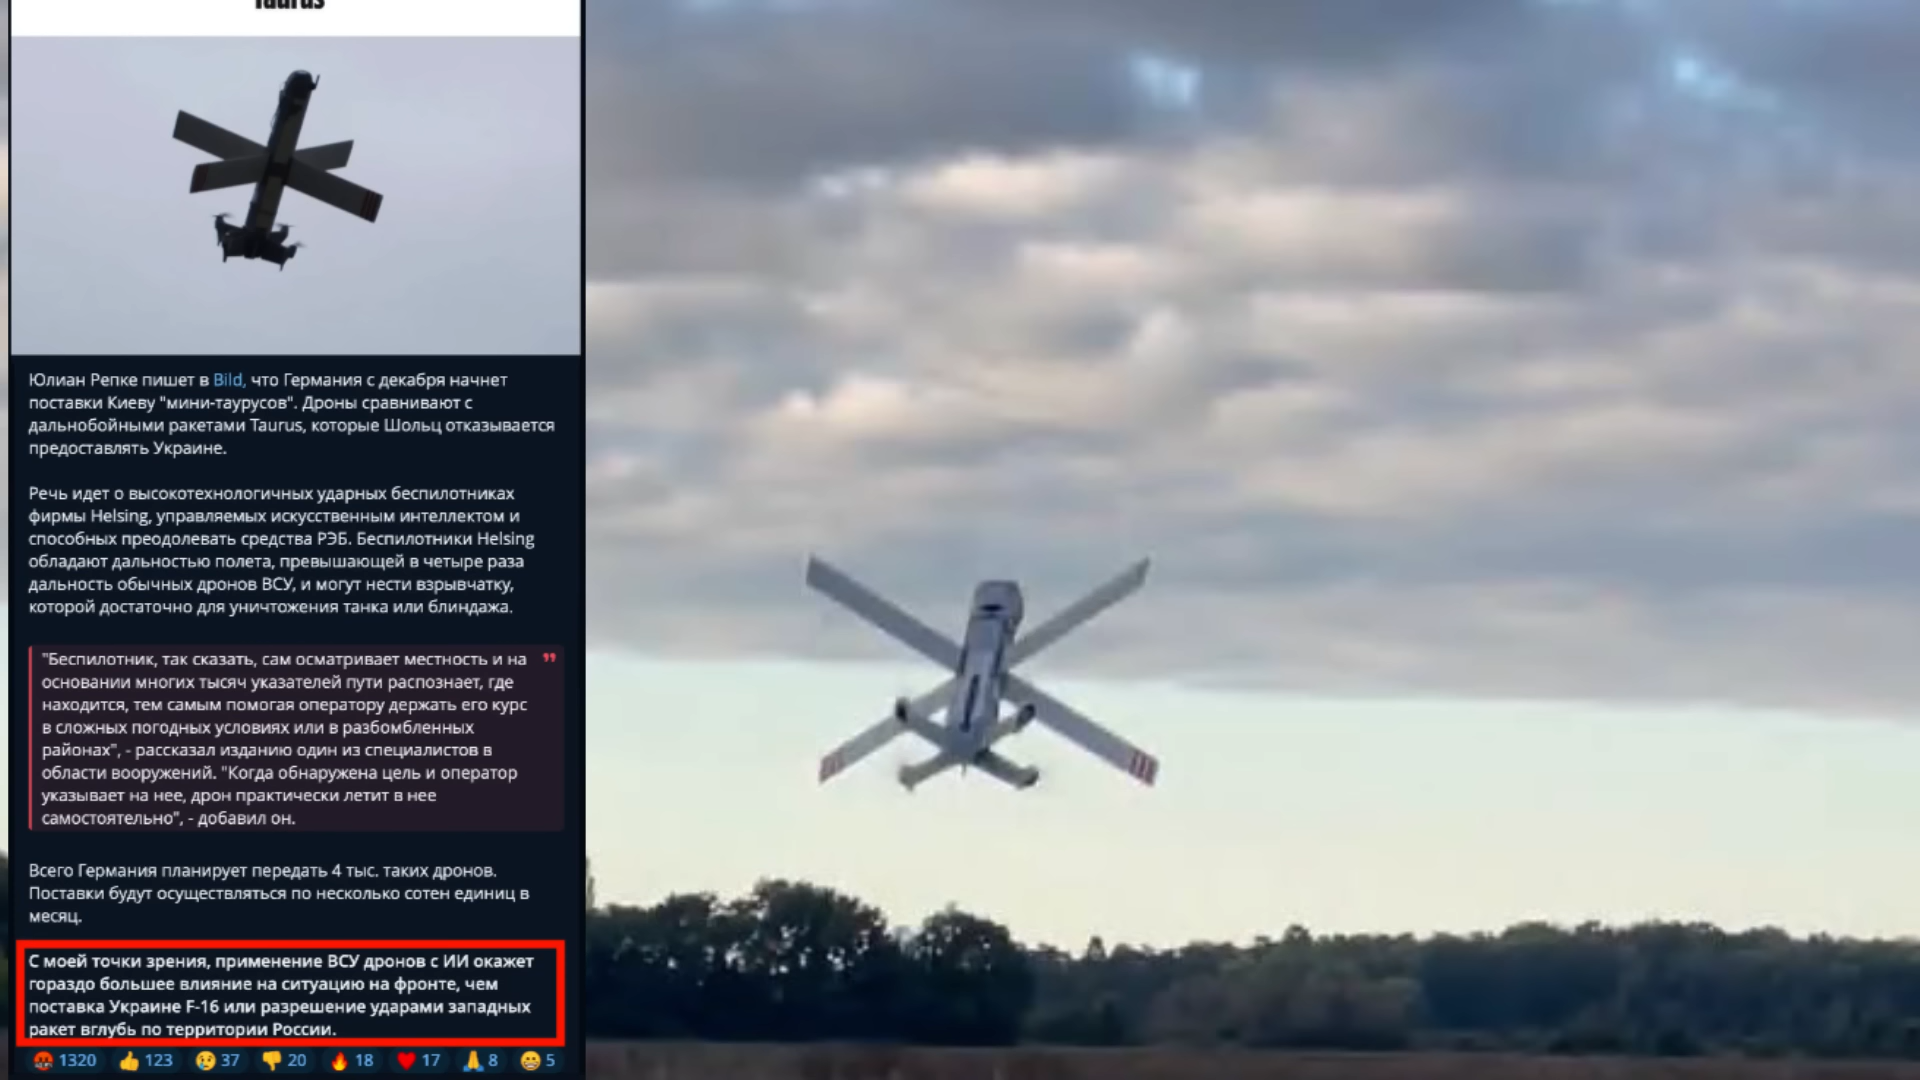 Taurus
Юлиан Репке пишет в Bild, что Германия с декабря начнет
поставки Киеву "мини-таурусов". Дроны сравнивают с
дальнобойными ракетами Taurus, которые Шольц отказывается
предоставлять Украине.
Речь идет о высокотехнологичных ударных беспилотниках
фирмы Helsing, управляемых искусственным интеллектом и
способных преодолевать средства РЭБ. Беспилотники Helsing
обладают дальностью полета, превышающей в четыре раза
дальность обычных дронов ВСУ, и могут нести взрывчатку,
которой достаточно для уничтожения танка или блиндажа.
"Беспилотник, так сказать, сам осматривает местность и на
основании многих тысяч указателей пути распознает, где
находится, тем самым помогая оператору держать его курс
в сложных погодных условиях или в разбомбленных
районах", - рассказал изданию один из специалистов в
области вооружений. "Когда обнаружена цель и оператор
указывает на нее, дрон практически летит в нее
самостоятельно", - добавил он.
Всего Германия планирует передать 4 тыс. таких дронов.
Поставки будут осуществляться по несколько сотен единиц в
месяц.
С моей точки зрения, применение ВСУ дронов с ИИ окажет
гораздо большее влияние на ситуацию на фронте, чем
поставка Украине F-16 или разрешение ударами западных
ракет вглубь по территории России.
1320 123 37 20 18 17 8 5